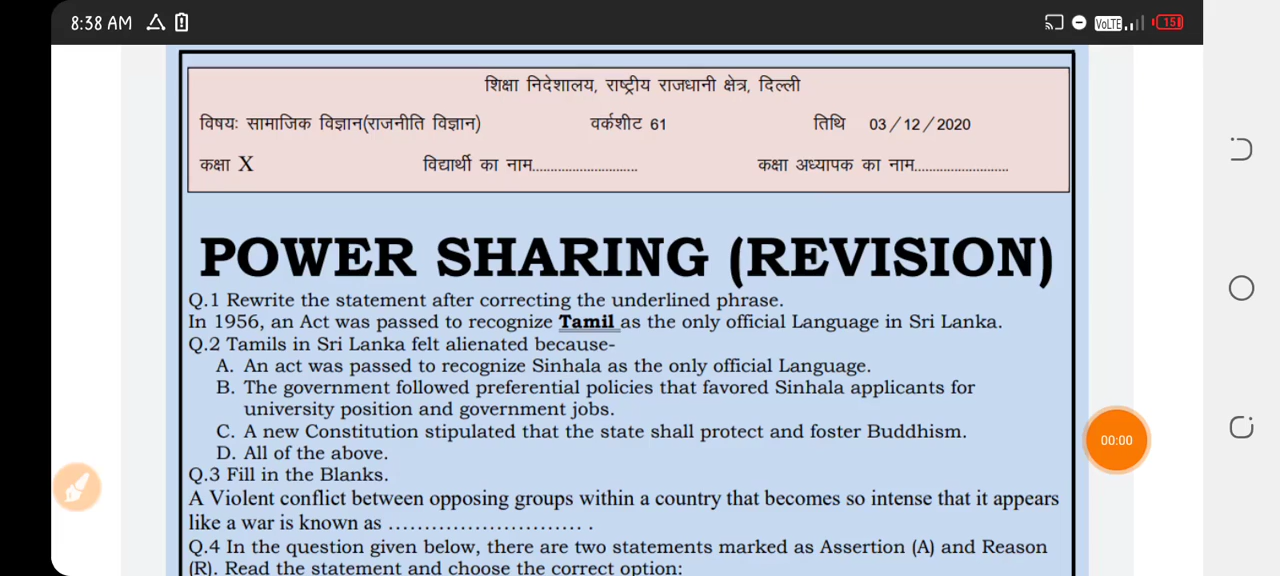 8:38 AM
VoLTE
15
शिक्षा निदेशालय, राष्ट्रीय राजधानी क्षेत्र, दिल्ली
विषयः सामाजिक विज्ञान(राजनीति विज्ञान) वर्कशीट 61 तिथि 03/12/2020
कक्षा X विद्यार्थी का नाम............................ कक्षा अध्यापक का नाम.........................
POWER SHARING (REVISION)
Q.1 Rewrite the statement after correcting the underlined phrase.
In 1956, an Act was passed to recognize Tamil as the only official Language in Sri Lanka.
Q.2 Tamils in Sri Lanka felt alienated because-
A. An act was passed to recognize Sinhala as the only official Language.
B. The government followed preferential policies that favored Sinhala applicants for
university position and government jobs.
C. A new Constitution stipulated that the state shall protect and foster Buddhism.
D. All of the above.
Q.3 Fill in the Blanks.
A Violent conflict between opposing groups within a country that becomes so intense that it appears
like a war is known as ........................... .
Q.4 In the question given below, there are two statements marked as Assertion (A) and Reason
(R). Read the statement and choose the correct option:
00:00